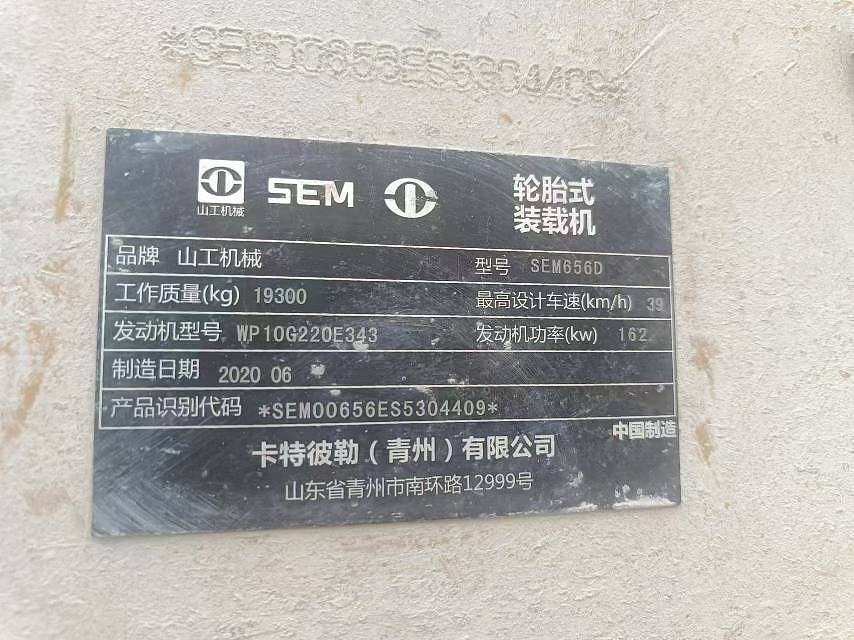 *SEM00656ES5304409*
山工机械
SEM
轮胎式
装载机
品牌 山工机械
型号 SEM656D
工作质量(kg) 19300
最高设计车速(km/h) 39
发动机型号 WP10G220E343
发动机功率(kw) 162
制造日期 2020 06
产品识别代码 *SEM00656ES5304409*
中国制造
卡特彼勒(青州)有限公司
山东省青州市南环路12999号